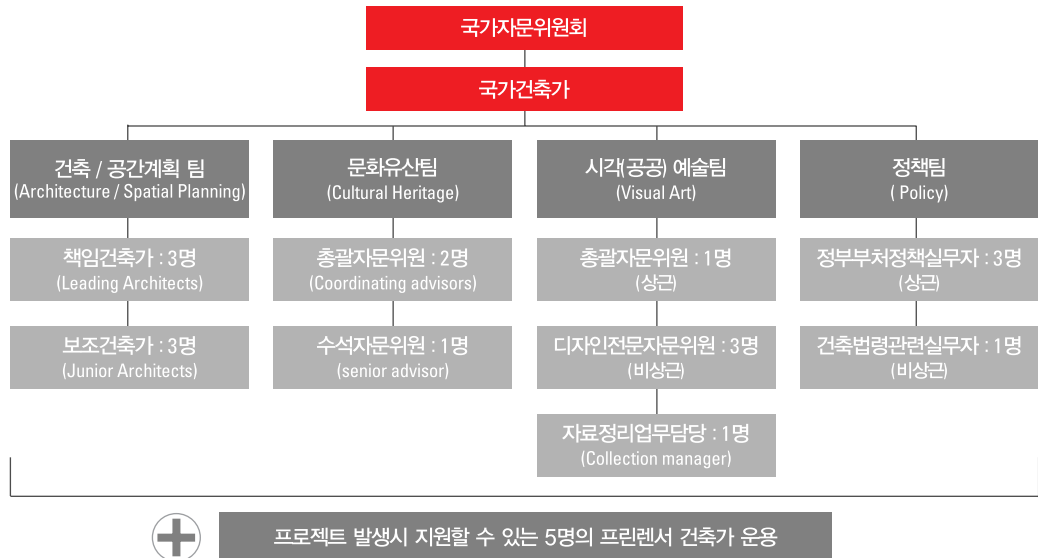 국가자문위원회
국가건축가
건축 / 공간계획 팀
(Architecture / Spatial Planning)
책임건축가 : 3명
(Leading Architects)
보조건축가 : 3명
(Junior Architects)
문화유산팀
(Cultural Heritage)
총괄자문위원 : 2명
(Coordinating advisors)
수석자문위원 : 1명
(senior advisor)
시각(공공) 예술팀
(Visual Art)
총괄자문위원 : 1명
(상근)
디자인전문자문위원 : 3명
(비상근)
자료정리업무담당 : 1명
(Collection manager)
정책팀
( Policy)
정부부처정책실무자 : 3명
(상근)
건축법령관련실무자 : 1명
(비상근)
프로젝트 발생시 지원할 수 있는 5명의 프린렌서 건축가 운용